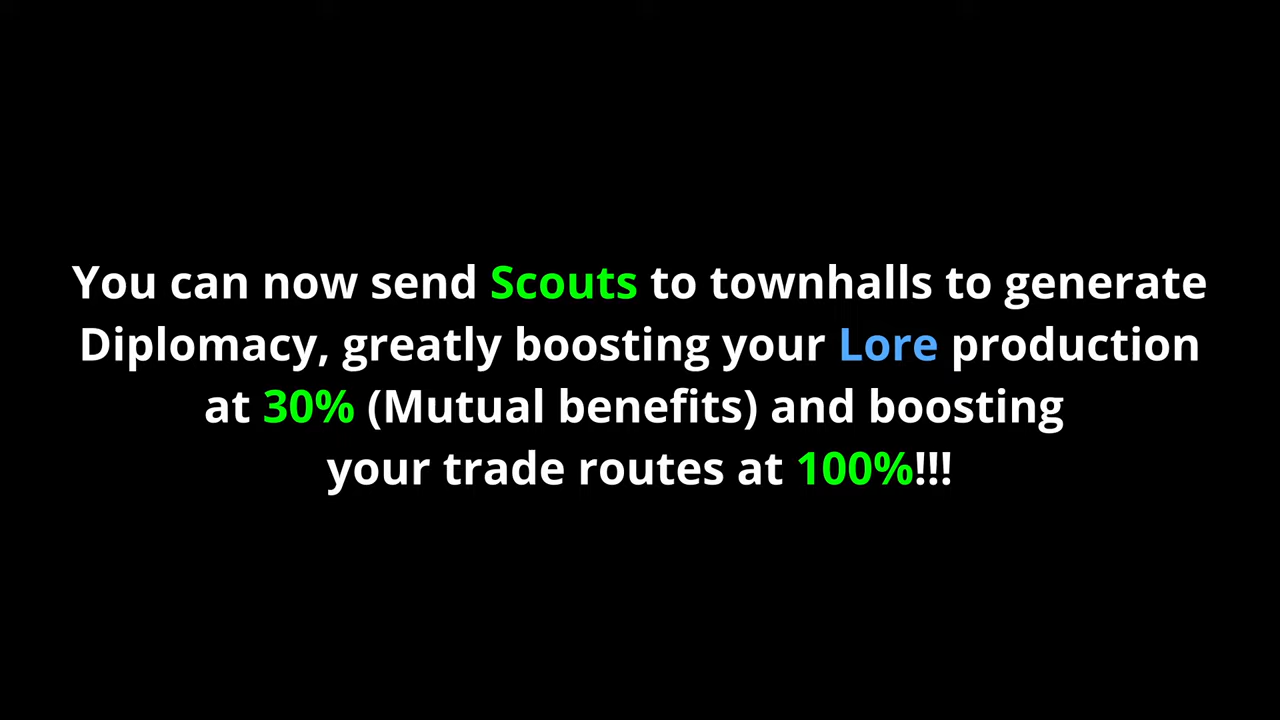 You can now send Scouts to townhalls to generate
Diplomacy, greatly boosting your Lore production
at 30% (Mutual benefits) and boosting
your trade routes at 100%!!!